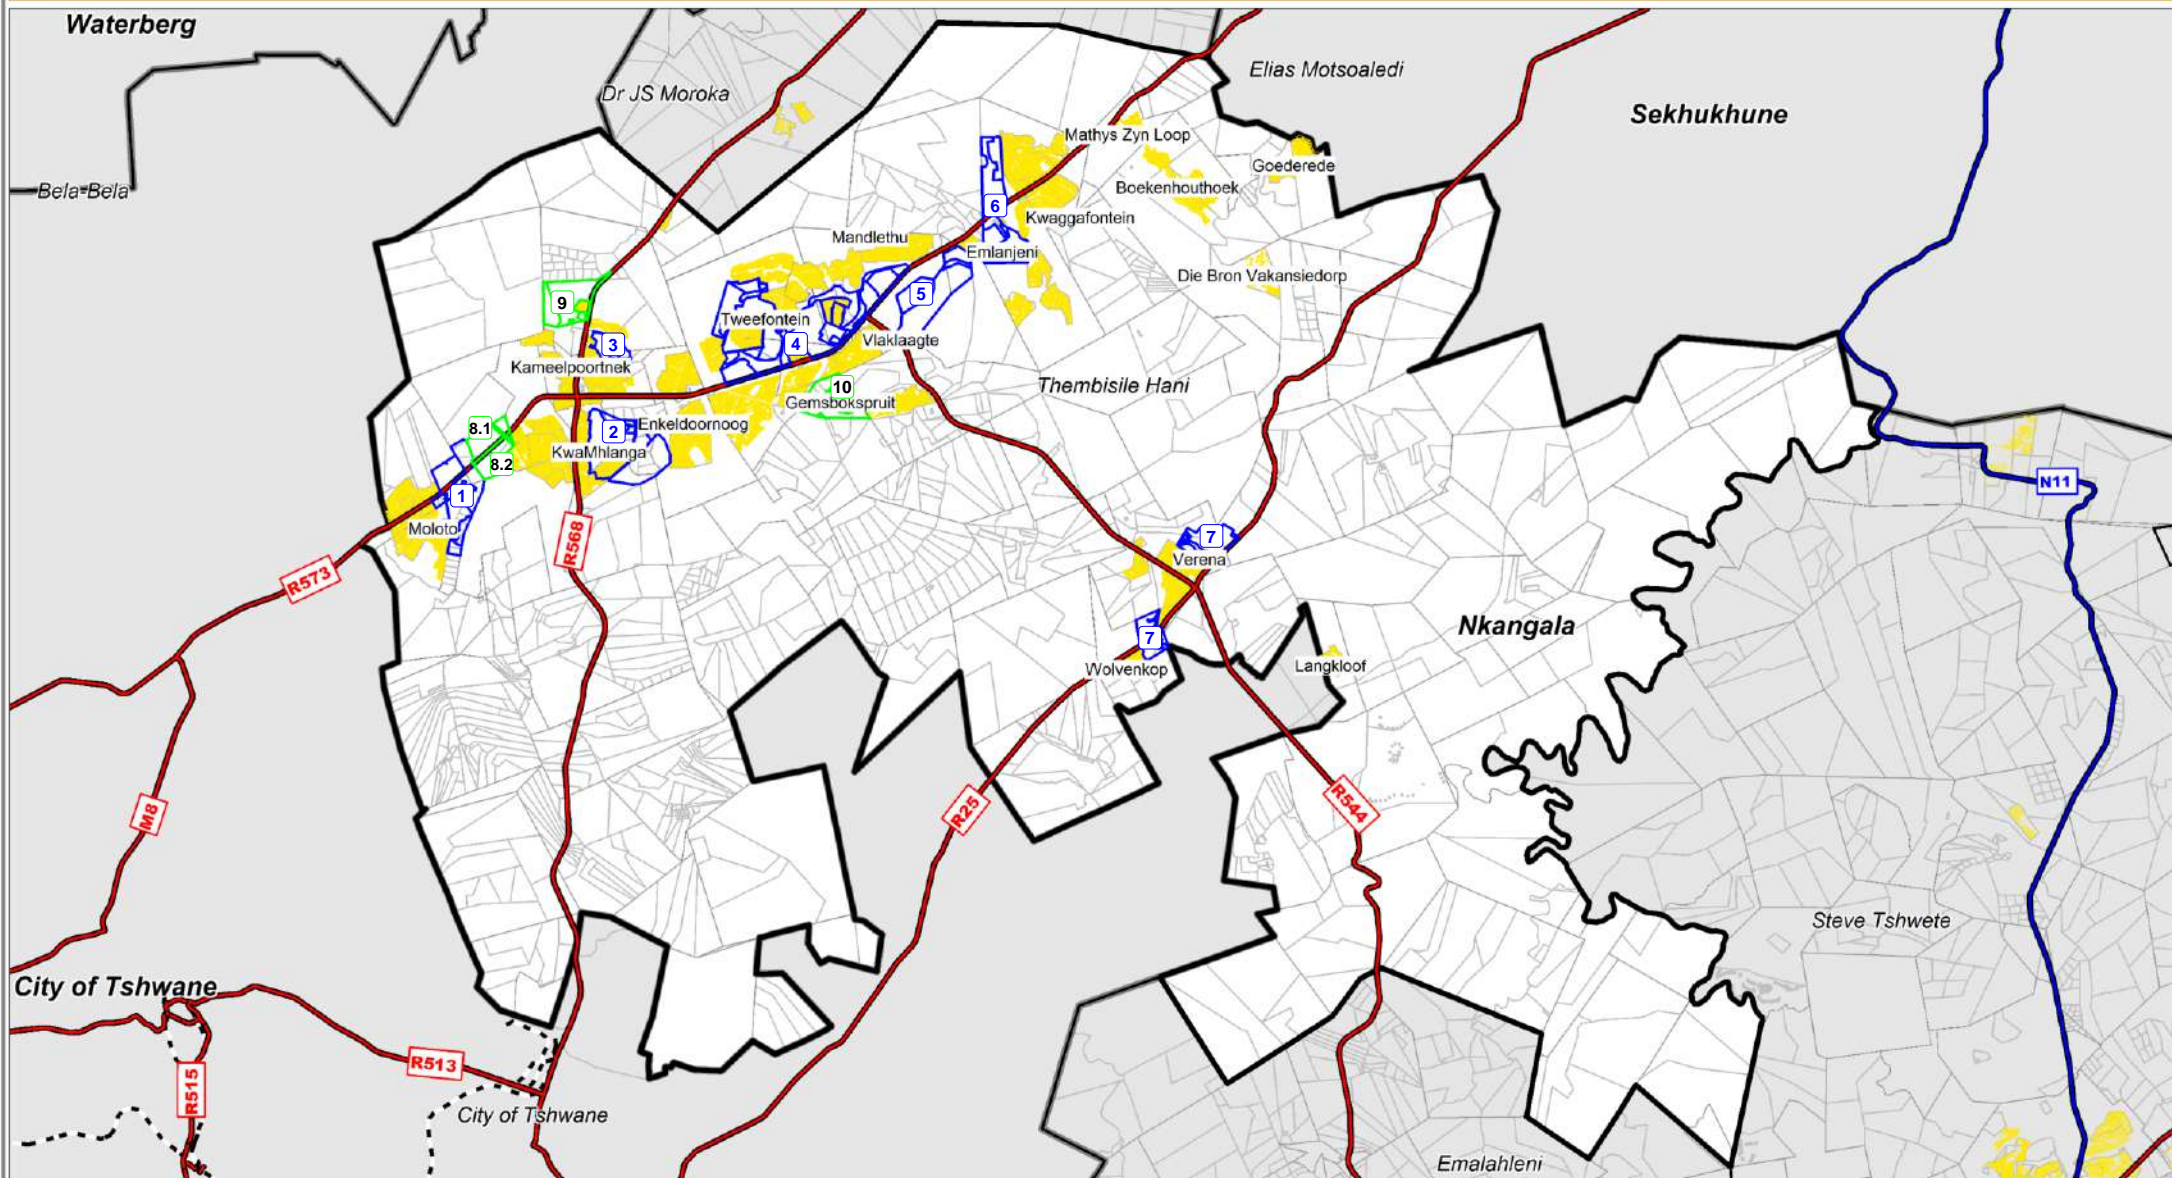 Waterberg
Elias Motsoaledi
Dr JS Moroka
Sekhukhune
Mathys Zyn Loop
Goederede
Bela-Bela
Boekenhouthoek
6
Kwaggafontein
Mandlethu
Emlanjeni
Die Bron Vakansiedorp
9
5
Tweefontein
3
4
Vlaklaagte
Kameelpoortnek
10
Thembisile Hani
Gemsbokspruit
8.1
Enkeldoornoog
2
KwaMhlanga
8.2
N11
1
Moloto
R568
7
Verena
R573
Nkangala
7
Wolvenkop
Langkloof
M8
R25
R544
Steve Tshwete
City of Tshwane
R513
R515
City of Tshwane
Emalahleni